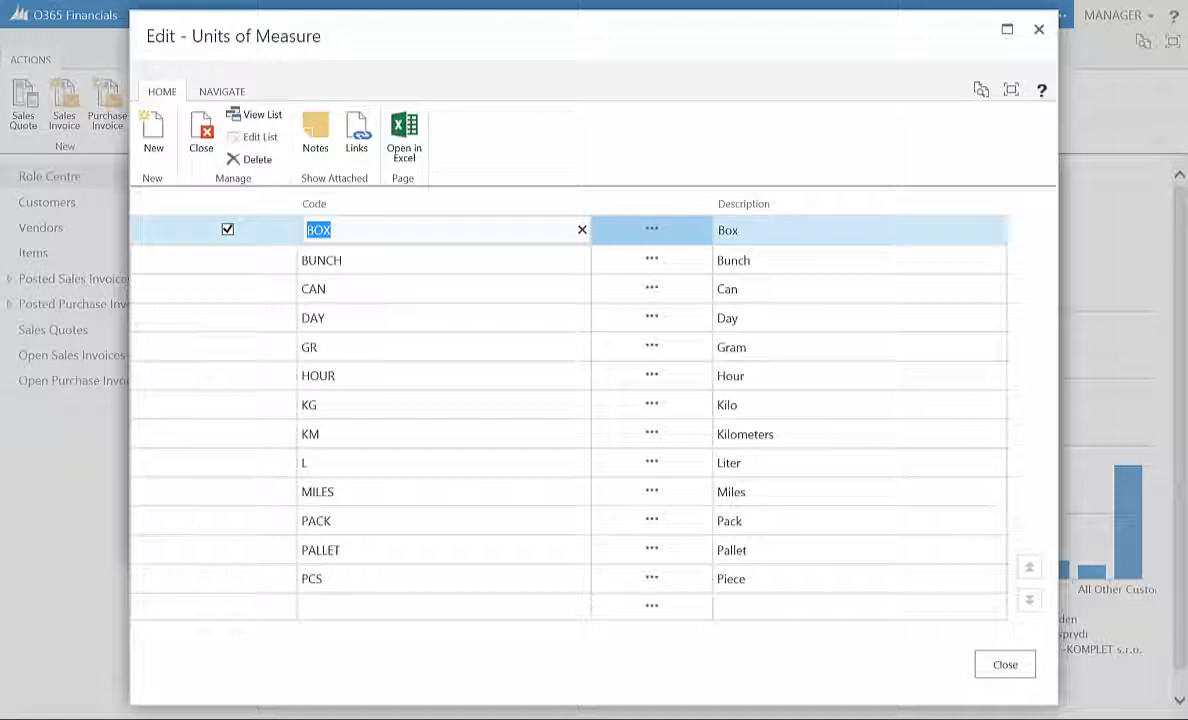 O365 Financials
MANAGER
?
ACTIONS
Sales Quote
Sales Invoice
Purchase Invoice
New
Role Centre
Customers
Vendors
Items
Posted Sales Invoice
Posted Purchase Inv
Sales Quotes
Open Sales Invoices
Open Purchase Invo
Edit - Units of Measure
HOME NAVIGATE
?
New
Close
View List
Edit List
Delete
Notes
Links
Open in Excel
New Manage Show Attached Page
Code Description
BOX Box
BUNCH Bunch
CAN Can
DAY Day
GR Gram
HOUR Hour
KG Kilo
KM Kilometers
L Liter
MILES Miles
PACK Pack
PALLET Pallet
PCS Piece
Close
All Other Custo
den
sprydi
-KOMPLET s.r.o.